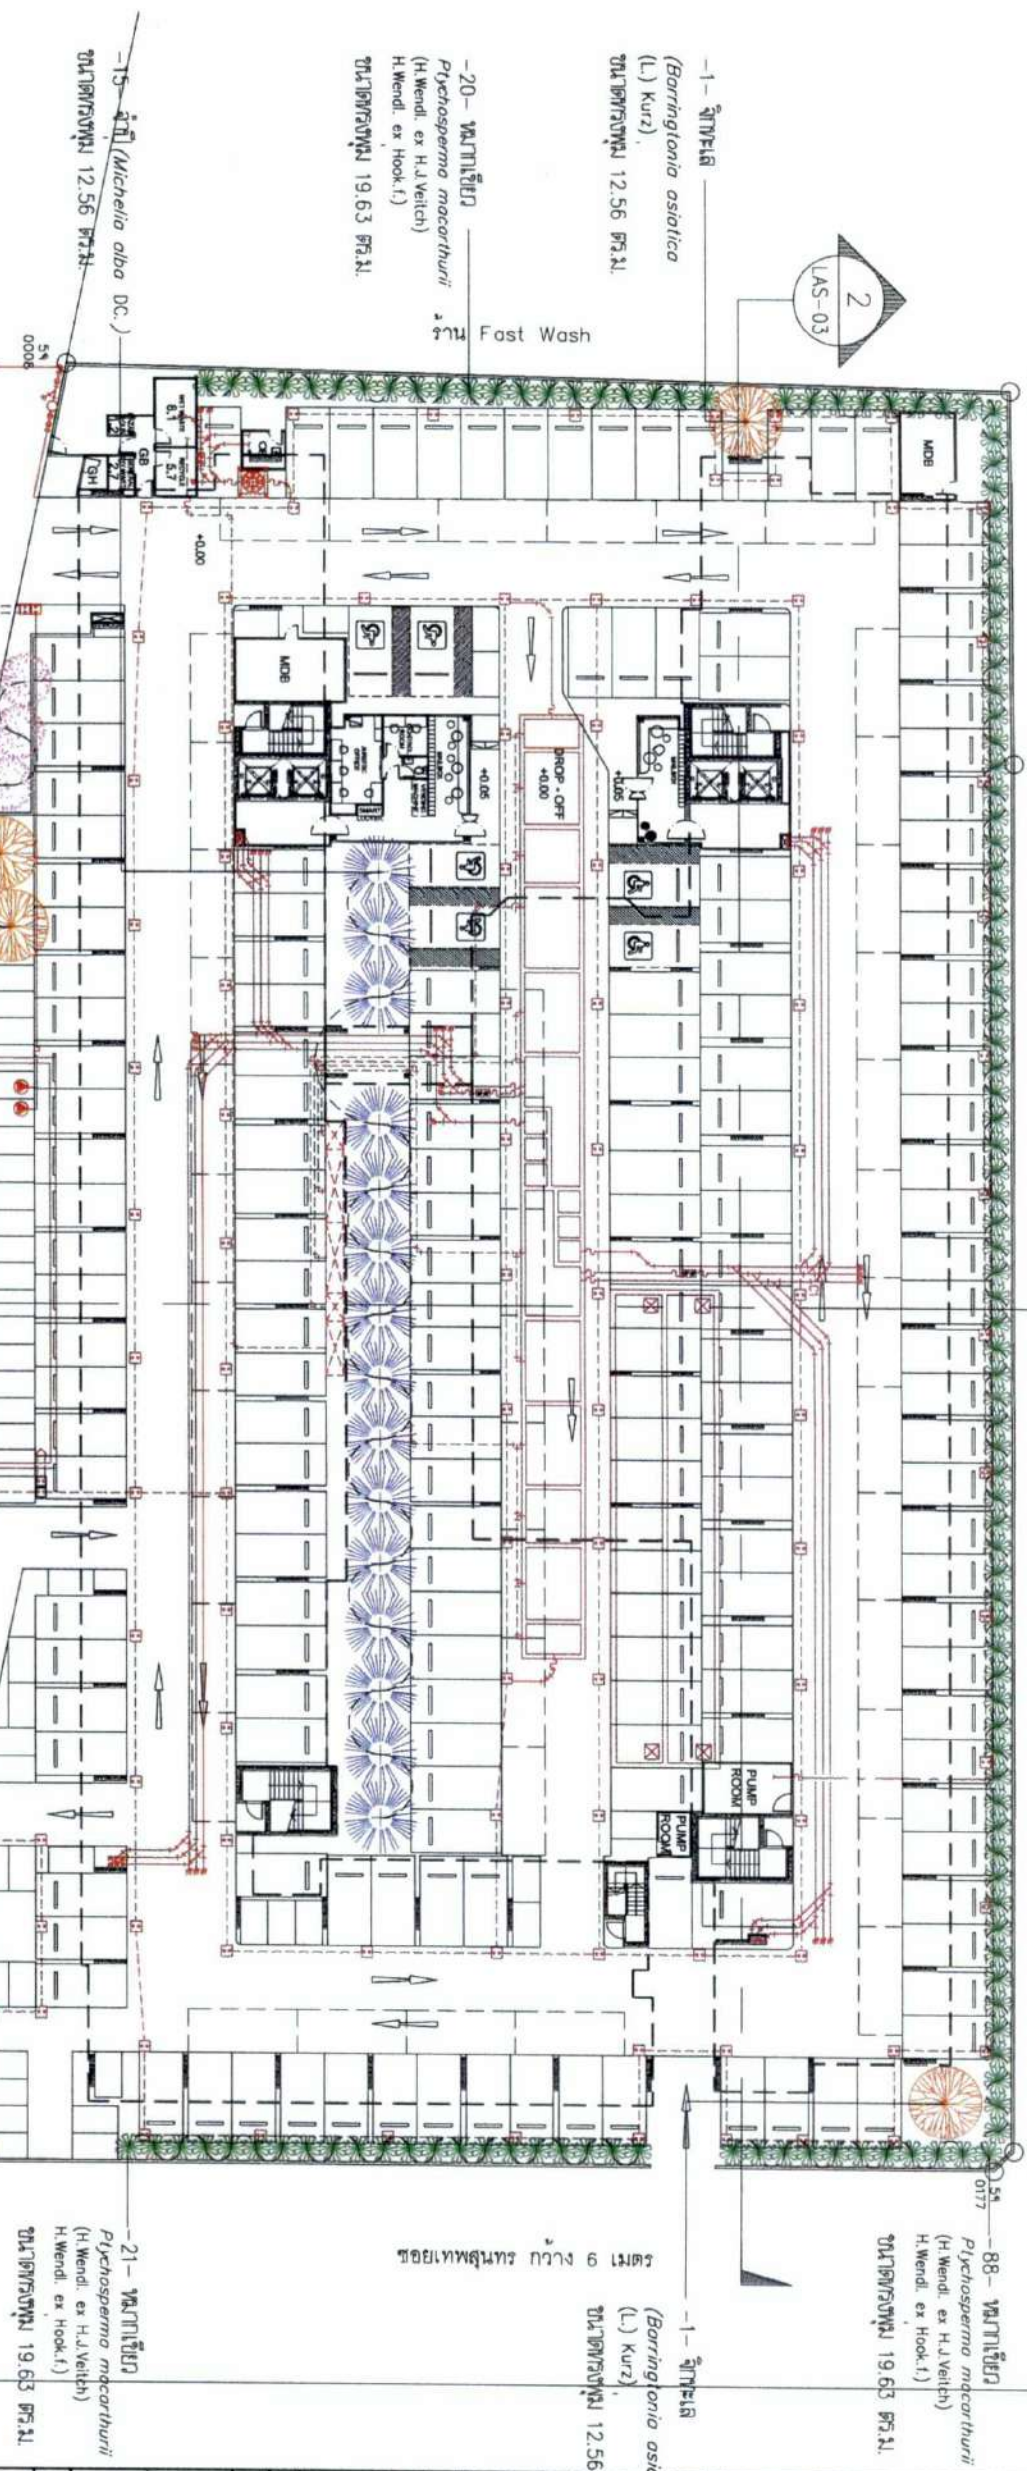 -15- จำปี (Michelia alba DC.)
ขนาดทรงพุ่ม 12.56 ตร.ม.
-20- หมากเขียว
Ptychosperma macarthurii
(H.Wendl. ex H.J.Veitch)
H.Wendl. ex Hook.f.)
ขนาดทรงพุ่ม 19.63 ตร.ม.
-1- จิกทะเล
(Barringtonia asiatica
(L.) Kurz)
ขนาดทรงพุ่ม 12.56 ตร.ม.
2
LAS-03
ร้าน Fast Wash
MDB
GB
GH
6.1
5.7
2.7
+0.00
MDB
+0.05
DROP - OFF
+0.00
+0.05
PUMP
ROOM
PUMP
ROOM
ซอยเทพสุนทร กว้าง 6 เมตร
-21- หมากเขียว
Ptychosperma macarthurii
(H.Wendl. ex H.J.Veitch)
H.Wendl. ex Hook.f.)
ขนาดทรงพุ่ม 19.63 ตร.ม.
-1- จิกทะเล
(Barringtonia asi
(L.) Kurz)
ขนาดทรงพุ่ม 12.56
-88- หมากเขียว
Ptychosperma macarthurii
(H.Wendl. ex H.J.Veitch)
H.Wendl. ex Hook.f.)
ขนาดทรงพุ่ม 19.63 ตร.ม.
0177